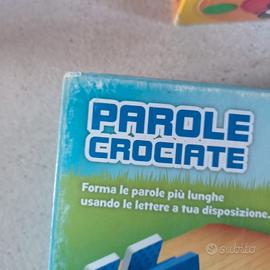 PAROLE
CROCIATE
Forma le parole più lunghe
usando le lettere a tua disposizione.
subito